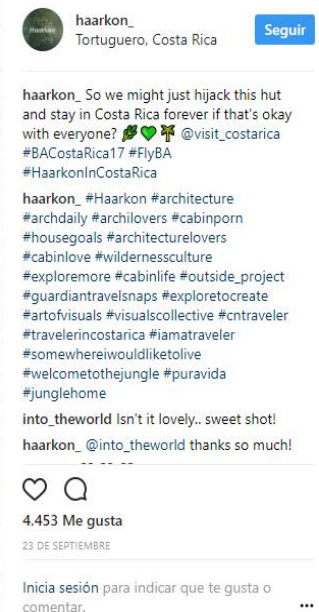 Haarkon
haarkon_
Tortuguero, Costa Rica
Seguir
haarkon_ So we might just hijack this hut
and stay in Costa Rica forever if that's okay
with everyone? 🌿💚🌴 @visit_costarica
#BACostaRica17 #FlyBA
#HaarkonInCostaRica
haarkon_ #Haarkon #architecture
#archdaily #archilovers #cabinporn
#housegoals #architecturelovers
#cabinlove #wildernessculture
#exploremore #cabinlife #outside_project
#guardiantravelsnaps #exploretocreate
#artofvisuals #visualscollective #cntraveler
#travelerincostarica #iamatraveler
#somewhereiwouldliketolive
#welcometothejungle #puravida
#junglehome
into_theworld Isn't it lovely.. sweet shot!
haarkon_ @into_theworld thanks so much!
4.453 Me gusta
23 DE SEPTIEMBRE
Inicia sesión para indicar que te gusta o
comentar.